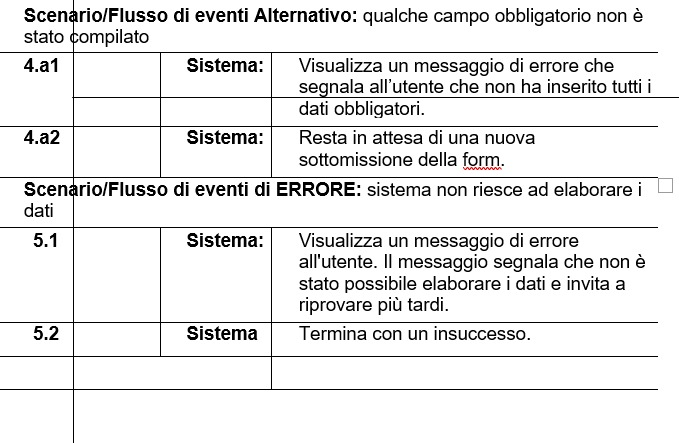 Scenario/Flusso di eventi Alternativo: qualche campo obbligatorio non è
stato compilato
4.a1 Sistema: Visualizza un messaggio di errore che
segnala all’utente che non ha inserito tutti i
dati obbligatori.
4.a2 Sistema: Resta in attesa di una nuova
sottomissione della form.
Scenario/Flusso di eventi di ERRORE: sistema non riesce ad elaborare i
dati
5.1 Sistema: Visualizza un messaggio di errore
all'utente. Il messaggio segnala che non è
stato possibile elaborare i dati e invita a
riprovare più tardi.
5.2 Sistema Termina con un insuccesso.